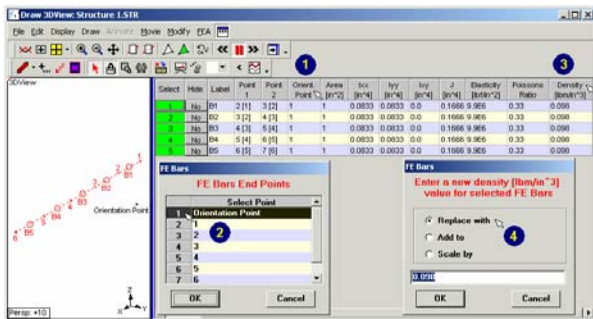 Draw 3DView: Structure 1.STR
File Edit Display Draw Animate Movie Modify FEA
1 3
3DView
Select Hide Label Point 1 Point 2 Orient. Point Area [in^2] Ixx [in^4] Iyy [in^4] Ixy [in^4] J [in^4] Elasticity [lbf/in^2] Poissons Ratio Density [lbm/in^3]
1 No B1 2 [1] 3 [2] 1 1 0.0833 0.0833 0.0 0.1666 9.9E6 0.33 0.098
2 No B2 3 [2] 4 [3] 1 1 0.0833 0.0833 0.0 0.1666 9.9E6 0.33 0.098
3 No B3 4 [3] 5 [4] 1 1 0.0833 0.0833 0.0 0.1666 9.9E6 0.33 0.098
4 No B4 5 [4] 6 [5] 1 1 0.0833 0.0833 0.0 0.1666 9.9E6 0.33 0.098
5 No B5 6 [5] 7 [6] 1 1 0.0833 0.0833 0.0 0.1666 9.9E6 0.33 0.098
1
B1
2
B2
3
B3
4
B4
5
B5
6
Orientation Point
Z
X
Y
Persp: +10
FE Bars
FE Bars End Points
Select Point
1 Orientation Point
2 1
3 2
4 3
5 4
6 5
7 6
2
OK Cancel
FE Bars
Enter a new density [lbm/in^3]
value for selected FE Bars
Replace with
Add to
Scale by
4
0.098
OK Cancel